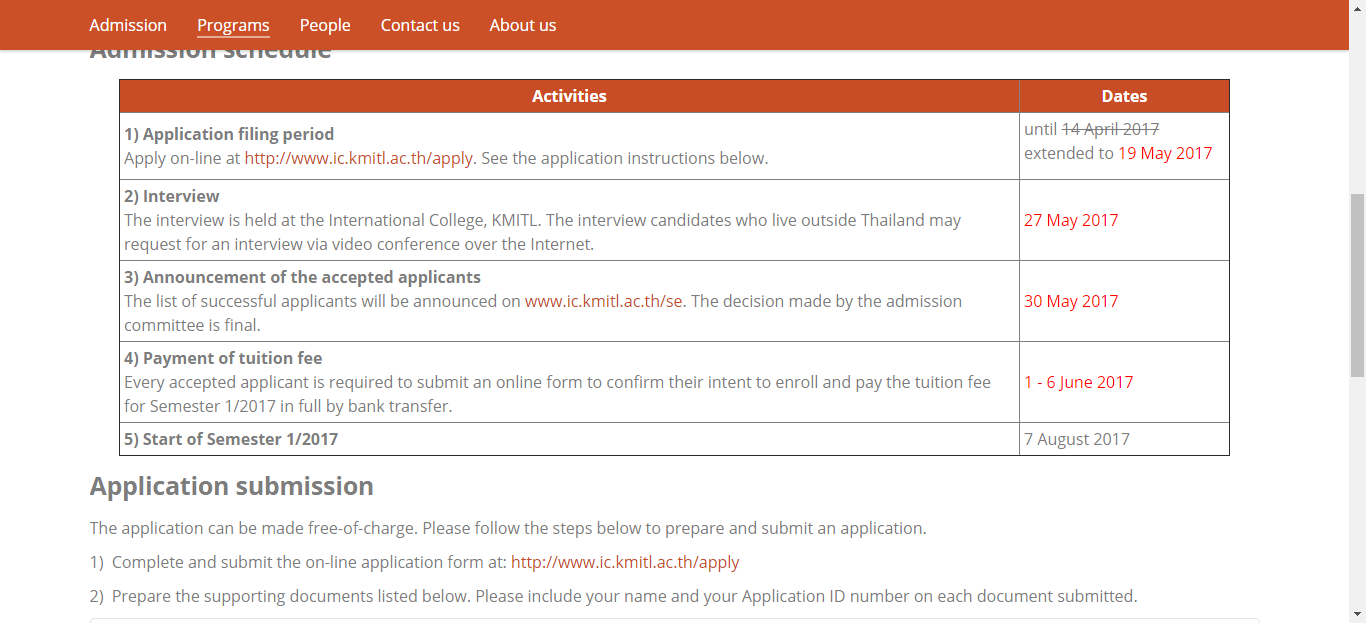 Admission Programs People Contact us About us
Admission schedule
Activities Dates
1) Application filing period
Apply on-line at http://www.ic.kmitl.ac.th/apply. See the application instructions below.
until 14 April 2017
extended to 19 May 2017
2) Interview
The interview is held at the International College, KMITL. The interview candidates who live outside Thailand may
request for an interview via video conference over the Internet.
27 May 2017
3) Announcement of the accepted applicants
The list of successful applicants will be announced on www.ic.kmitl.ac.th/se. The decision made by the admission
committee is final.
30 May 2017
4) Payment of tuition fee
Every accepted applicant is required to submit an online form to confirm their intent to enroll and pay the tuition fee
for Semester 1/2017 in full by bank transfer.
1 - 6 June 2017
5) Start of Semester 1/2017
7 August 2017
Application submission
The application can be made free-of-charge. Please follow the steps below to prepare and submit an application.
1) Complete and submit the on-line application form at: http://www.ic.kmitl.ac.th/apply
2) Prepare the supporting documents listed below. Please include your name and your Application ID number on each document submitted.